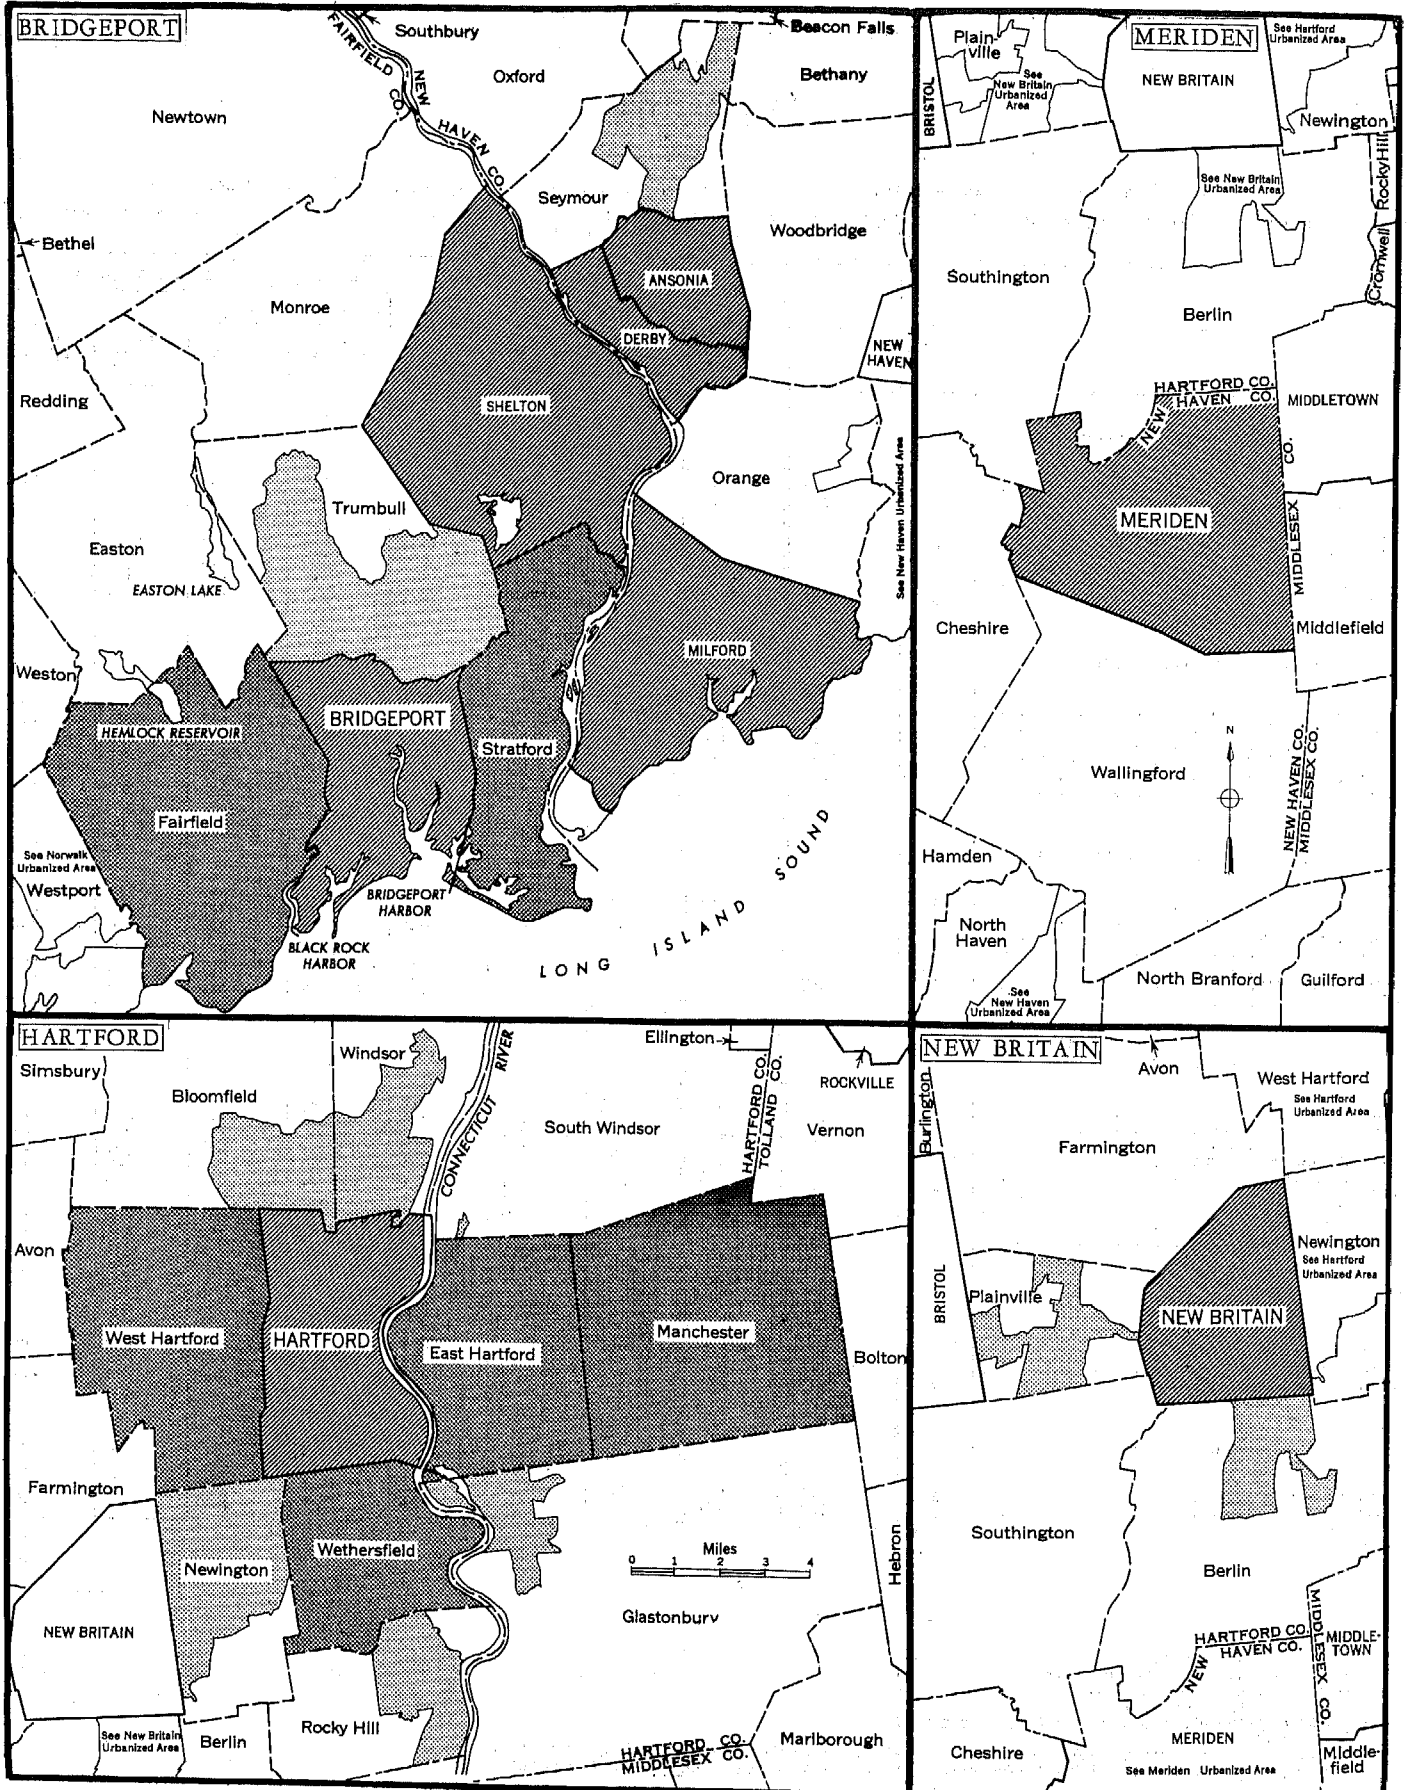 BRIDGEPORT
Southbury
Beacon Falls
FAIRFIELD CO.
NEW HAVEN CO.
Oxford
Bethany
Newtown
Seymour
Woodbridge
Bethel
ANSONIA
Monroe
DERBY
NEW
HAVEN
Redding
SHELTON
Orange
Trumbull
See New Haven Urbanized Area
Easton
EASTON LAKE
MILFORD
Weston
BRIDGEPORT
HEMLOCK RESERVOIR
Stratford
Fairfield
See Norwalk
Urbanized Area
Westport
BRIDGEPORT
HARBOR
BLACK ROCK
HARBOR
LONG ISLAND SOUND
MERIDEN
Plain-
ville
See Hartford
Urbanized Area
See
New Britain
Urbanized
Area
NEW BRITAIN
BRISTOL
Newington
Rocky Hill
See New Britain
Urbanized Area
Cromwell
Southington
Berlin
HARTFORD CO.
NEW HAVEN CO.
MIDDLETOWN
MIDDLESEX CO.
MERIDEN
Cheshire
Middlefield
N
Wallingford
NEW HAVEN CO.
MIDDLESEX CO.
Hamden
North
Haven
North Branford
Guilford
See
New Haven
Urbanized Area
HARTFORD
Simsbury
Windsor
Bloomfield
CONNECTICUT RIVER
Ellington
ROCKVILLE
HARTFORD CO.
TOLLAND CO.
South Windsor
Vernon
Avon
West Hartford
HARTFORD
East Hartford
Manchester
Bolton
Farmington
Wethersfield
Newington
Miles
0 1 2 3 4
Hebron
Glastonbury
NEW BRITAIN
Rocky Hill
See New Britain
Urbanized Area
Berlin
HARTFORD CO.
MIDDLESEX CO.
Marlborough
NEW BRITAIN
Avon
West Hartford
See Hartford
Urbanized Area
Burlington
Farmington
Newington
See Hartford
Urbanized Area
BRISTOL
Plainville
NEW BRITAIN
Southington
Berlin
HARTFORD CO.
NEW HAVEN CO.
MIDDLESEX CO.
MIDDLE-
TOWN
MERIDEN
Cheshire
See Meriden Urbanized Area
Middle-
field